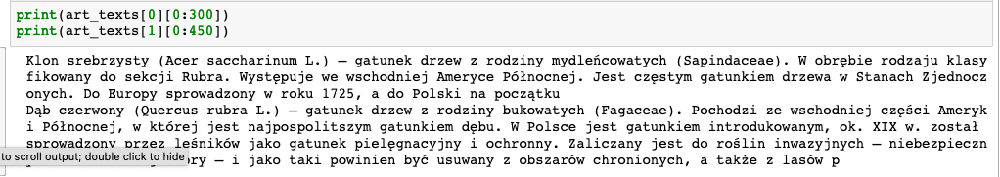 print(art_texts[0][0:300])
print(art_texts[1][0:450])
Klon srebrzysty (Acer saccharinum L.) – gatunek drzew z rodziny mydleńcowatych (Sapindaceae). W obrębie rodzaju klasy
fikowany do sekcji Rubra. Występuje we wschodniej Ameryce Północnej. Jest częstym gatunkiem drzewa w Stanach Zjednocz
onych. Do Europy sprowadzony w roku 1725, a do Polski na początku
Dąb czerwony (Quercus rubra L.) – gatunek drzew z rodziny bukowatych (Fagaceae). Pochodzi ze wschodniej części Ameryk
i Północnej, w której jest najpospolitszym gatunkiem dębu. W Polsce jest gatunkiem introdukowanym, ok. XIX w. został
sprowadzony przez leśników jako gatunek pielęgnacyjny i ochronny. Zaliczany jest do roślin inwazyjnych – niebezpieczn
to scroll output; double click to hide ory – i jako taki powinien być usuwany z obszarów chronionych, a także z lasów p